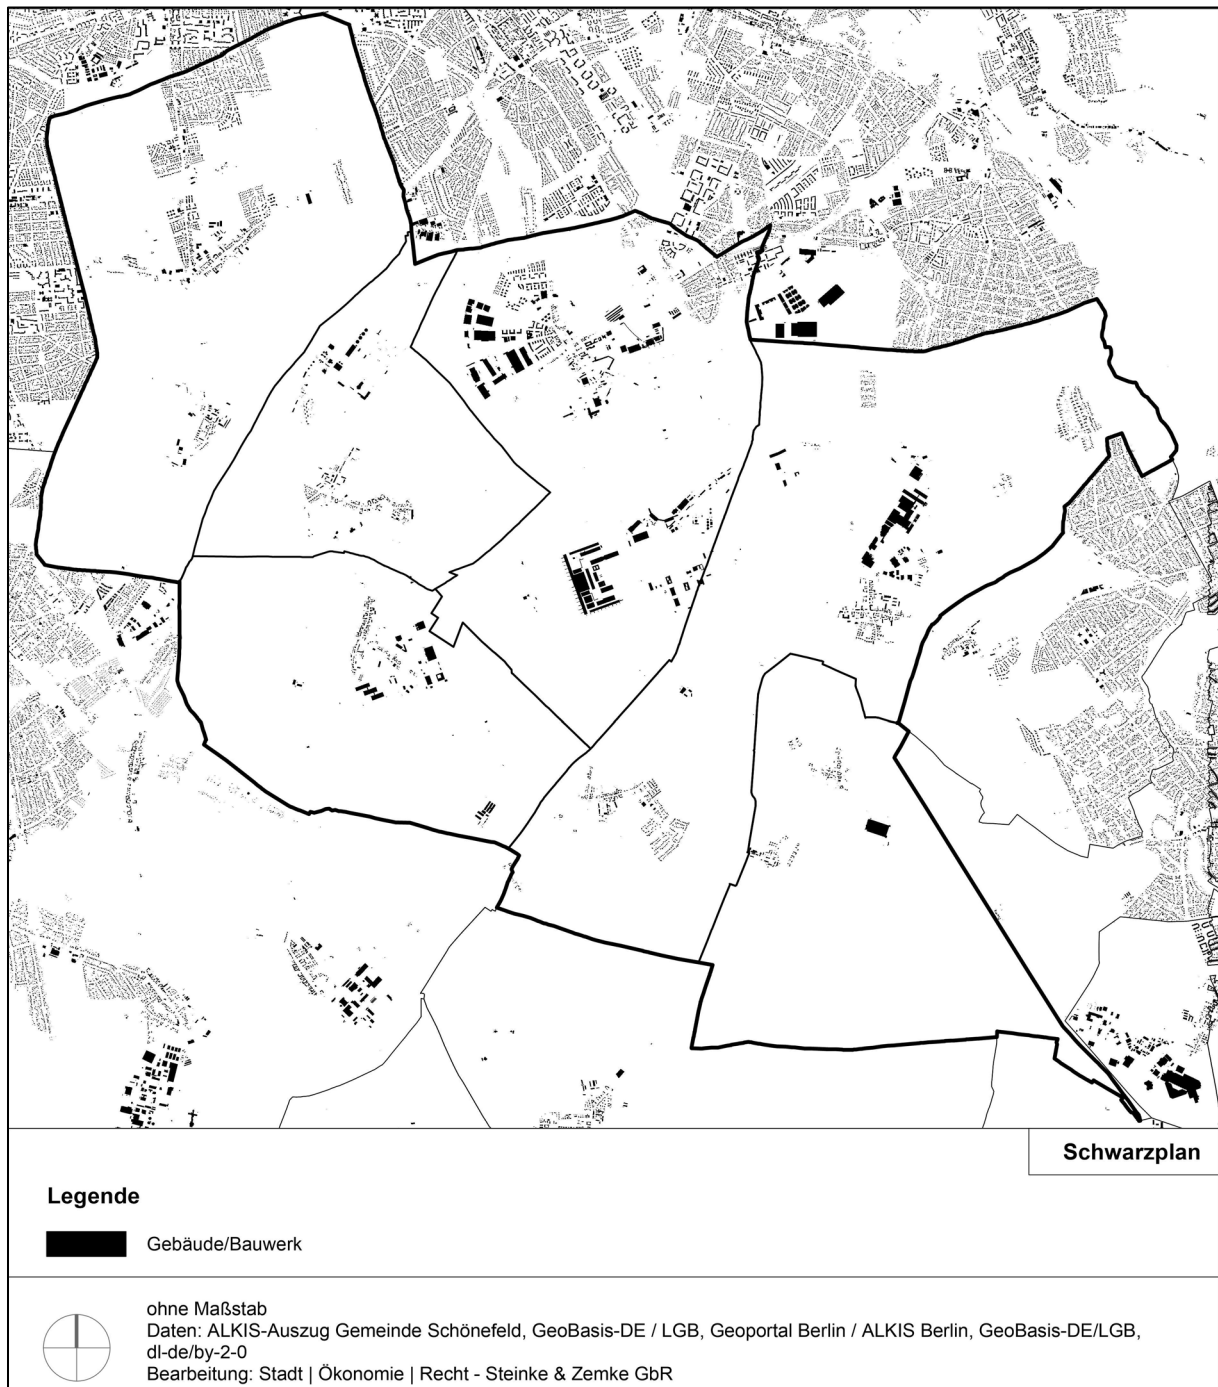 Schwarzplan
Legende
Gebäude/Bauwerk
ohne Maßstab
Daten: ALKIS-Auszug Gemeinde Schönefeld, GeoBasis-DE / LGB, Geoportal Berlin / ALKIS Berlin, GeoBasis-DE/LGB,
dl-de/by-2-0
Bearbeitung: Stadt | Ökonomie | Recht - Steinke & Zemke GbR